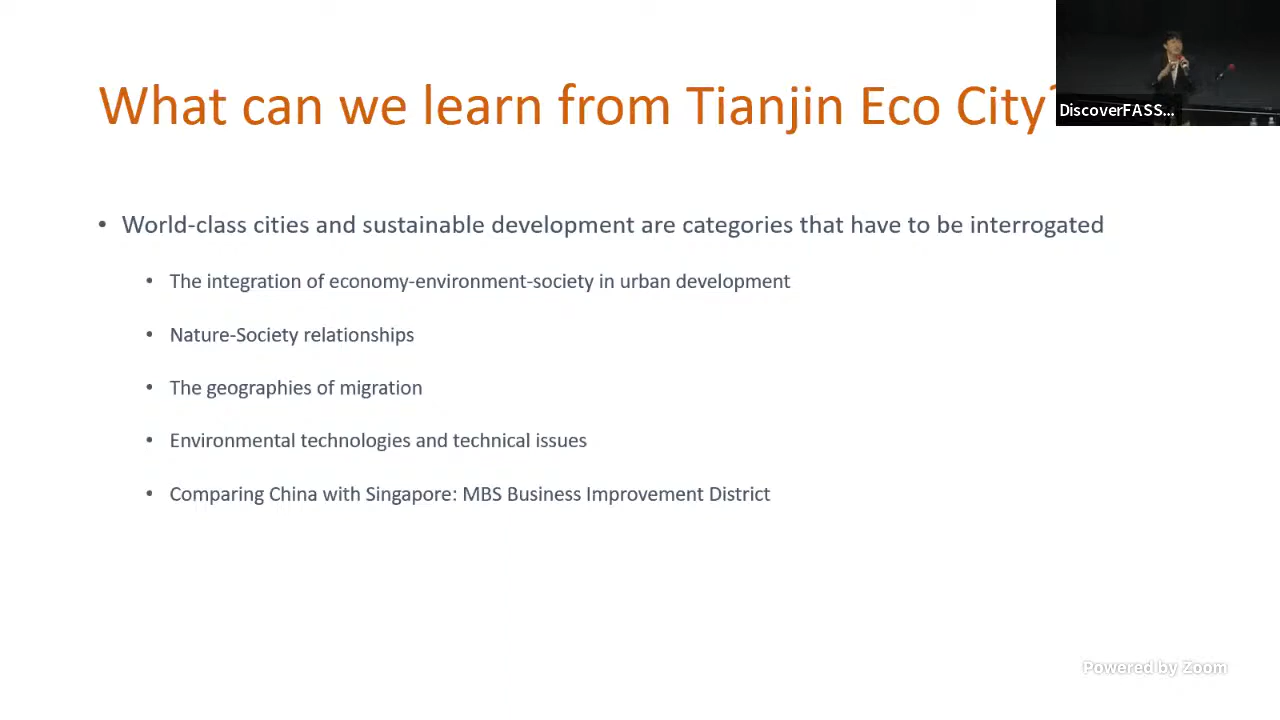 What can we learn from Tianjin Eco City?
DiscoverFASS...
• World-class cities and sustainable development are categories that have to be interrogated
• The integration of economy-environment-society in urban development
• Nature-Society relationships
• The geographies of migration
• Environmental technologies and technical issues
• Comparing China with Singapore: MBS Business Improvement District
Powered by Zoom